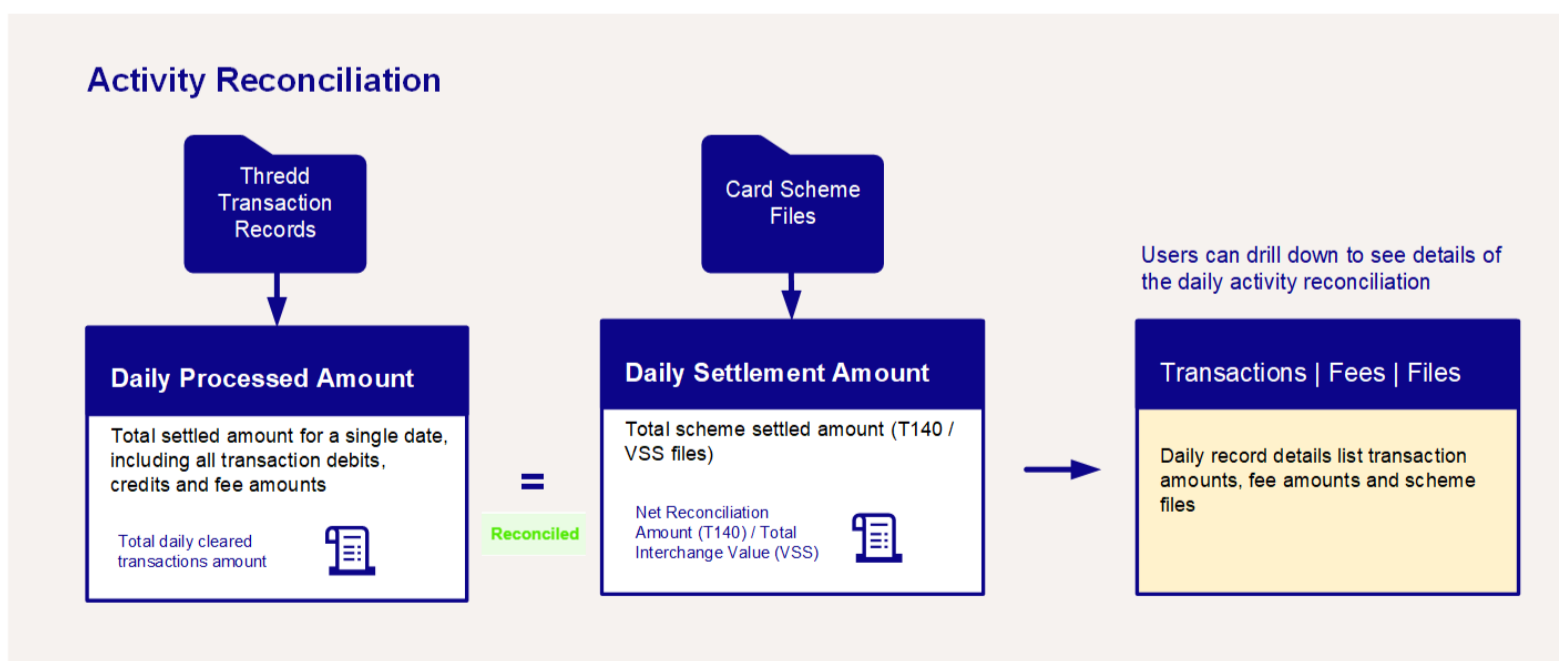 Activity Reconciliation
Thredd
Transaction
Records
Card Scheme
Files
Users can drill down to see details of
the daily activity reconciliation
Daily Processed Amount
Total settled amount for a single date,
including all transaction debits,
credits and fee amounts
Total daily cleared
transactions amount
=
Reconciled
Daily Settlement Amount
Total scheme settled amount (T140 /
VSS files)
Net Reconciliation
Amount (T140) / Total
Interchange Value (VSS)
Transactions | Fees | Files
Daily record details list transaction
amounts, fee amounts and scheme
files